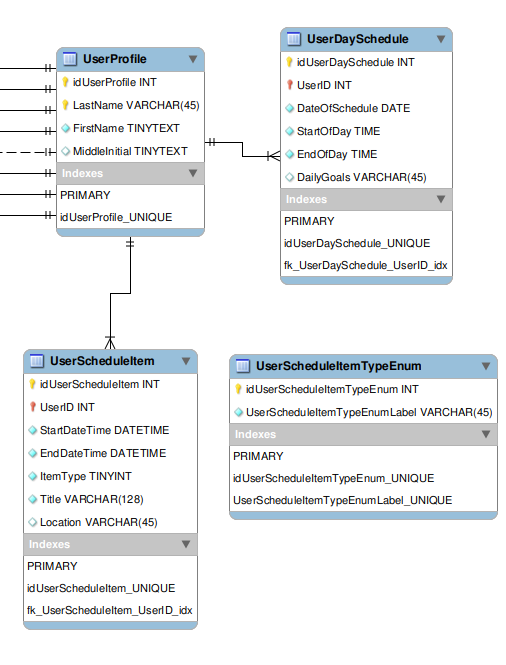 UserProfile
idUserProfile INT
LastName VARCHAR(45)
FirstName TINYTEXT
MiddleInitial TINYTEXT
Indexes
PRIMARY
idUserProfile_UNIQUE
UserDaySchedule
idUserDaySchedule INT
UserID INT
DateOfSchedule DATE
StartOfDay TIME
EndOfDay TIME
DailyGoals VARCHAR(45)
Indexes
PRIMARY
idUserDaySchedule_UNIQUE
fk_UserDaySchedule_UserID_idx
UserScheduleItem
idUserScheduleItem INT
UserID INT
StartDateTime DATETIME
EndDateTime DATETIME
ItemType TINYINT
Title VARCHAR(128)
Location VARCHAR(45)
Indexes
PRIMARY
idUserScheduleItem_UNIQUE
fk_UserScheduleItem_UserID_idx
UserScheduleItemTypeEnum
idUserScheduleItemTypeEnum INT
UserScheduleItemTypeEnumLabel VARCHAR(45)
Indexes
PRIMARY
idUserScheduleItemTypeEnum_UNIQUE
UserScheduleItemTypeEnumLabel_UNIQUE